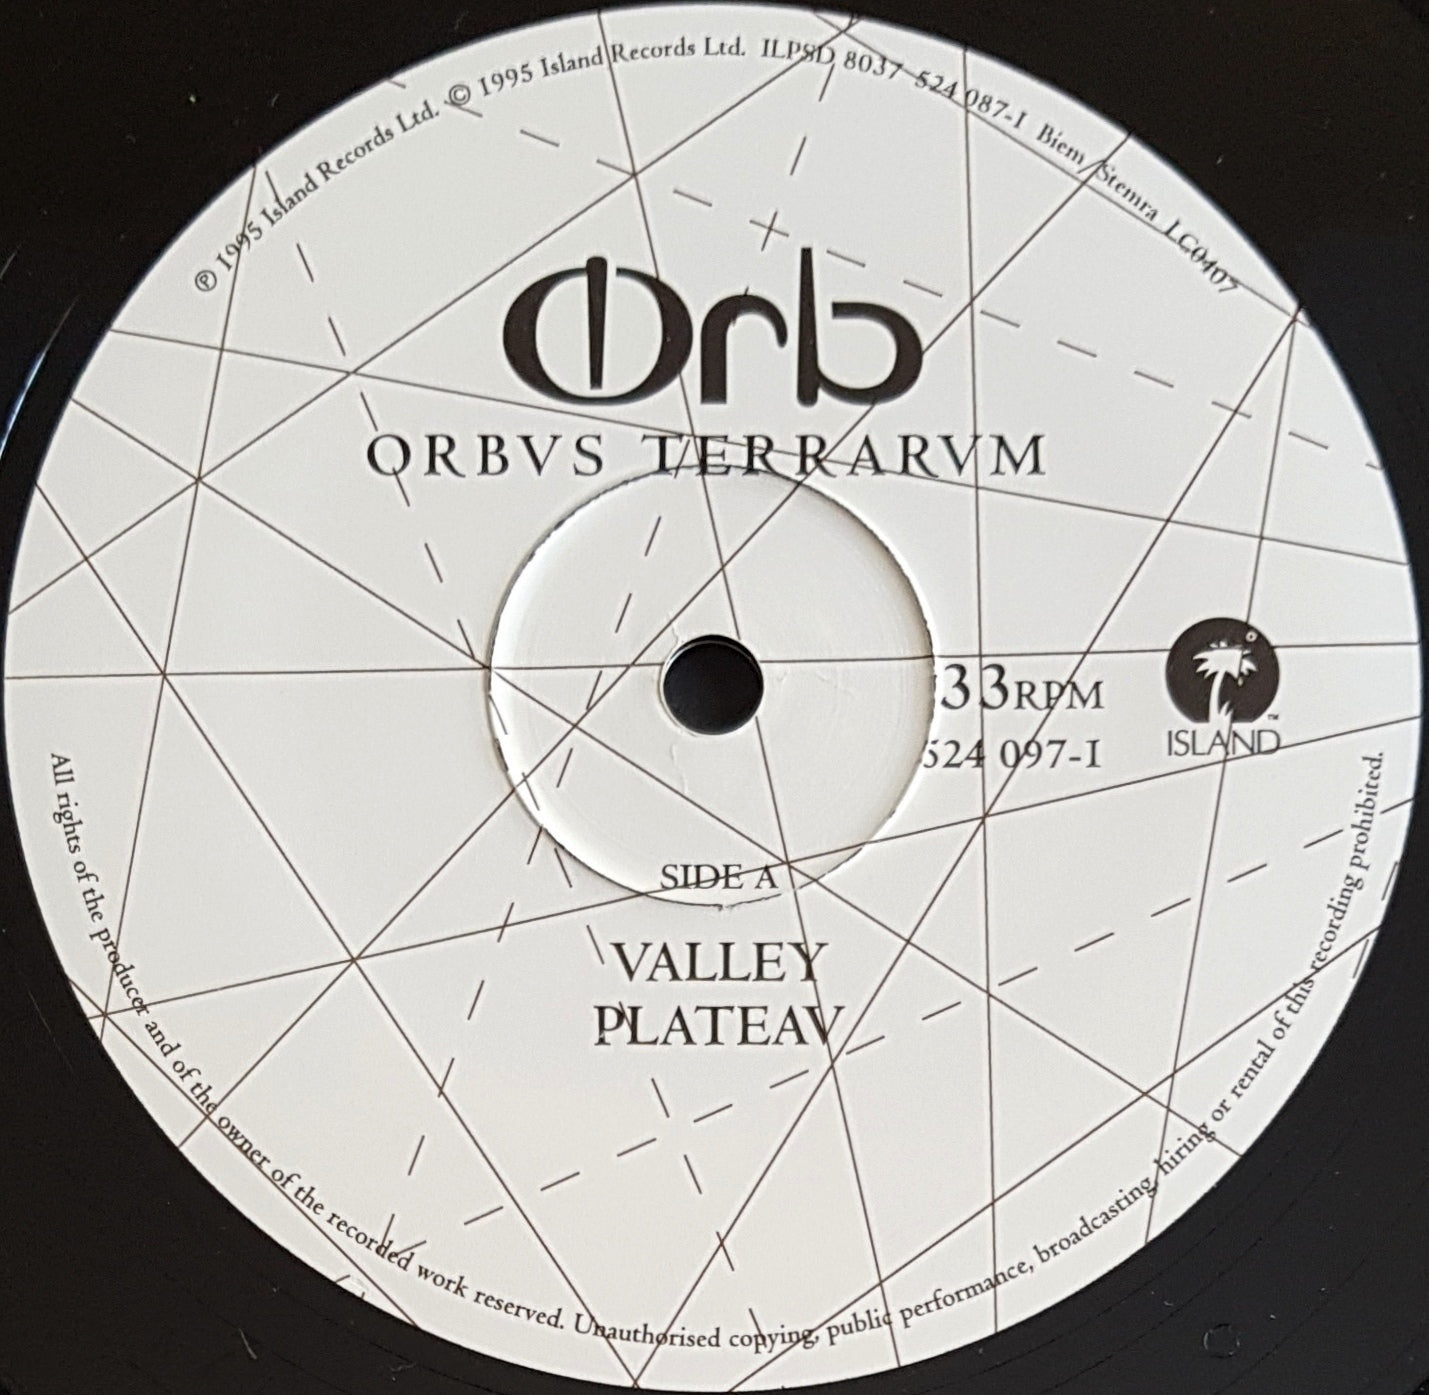 ℗ 1995 Island Records Ltd. © 1995 Island Records Ltd. ILPSD 8037 524 087-1 Biem/Stemra LC0407
Orb
ORBVS TERRARVM
33RPM
524 097-1
ISLAND
TM
SIDE A
VALLEY
PLATEAV
All rights of the producer and of the owner of the recorded work reserved. Unauthorised copying, public performance, broadcasting, hiring or rental of this recording prohibited.